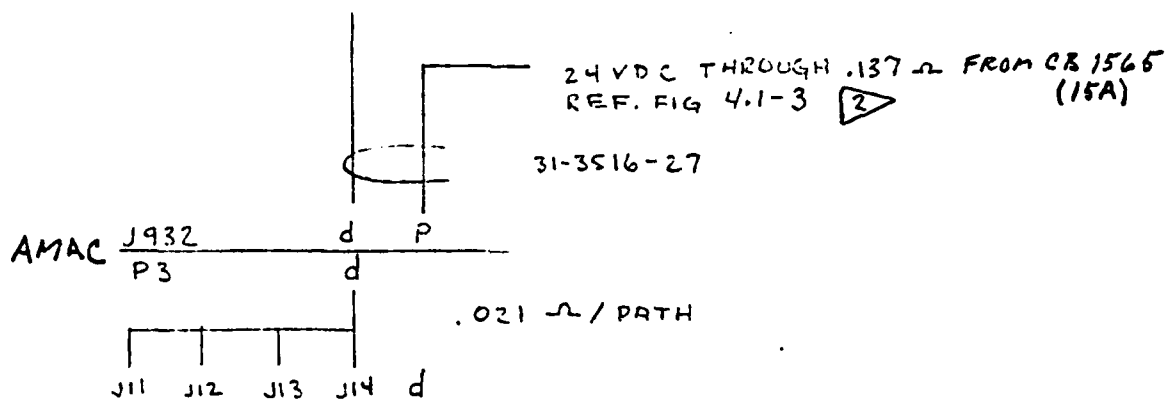 24 VDC THROUGH .137 Ω FROM CB 1565
REF. FIG 4.1-3 2 (15A)
31-3516-27
AMAC J932 d P
P3 d
.021 Ω / PATH
J11 J12 J13 J14 d